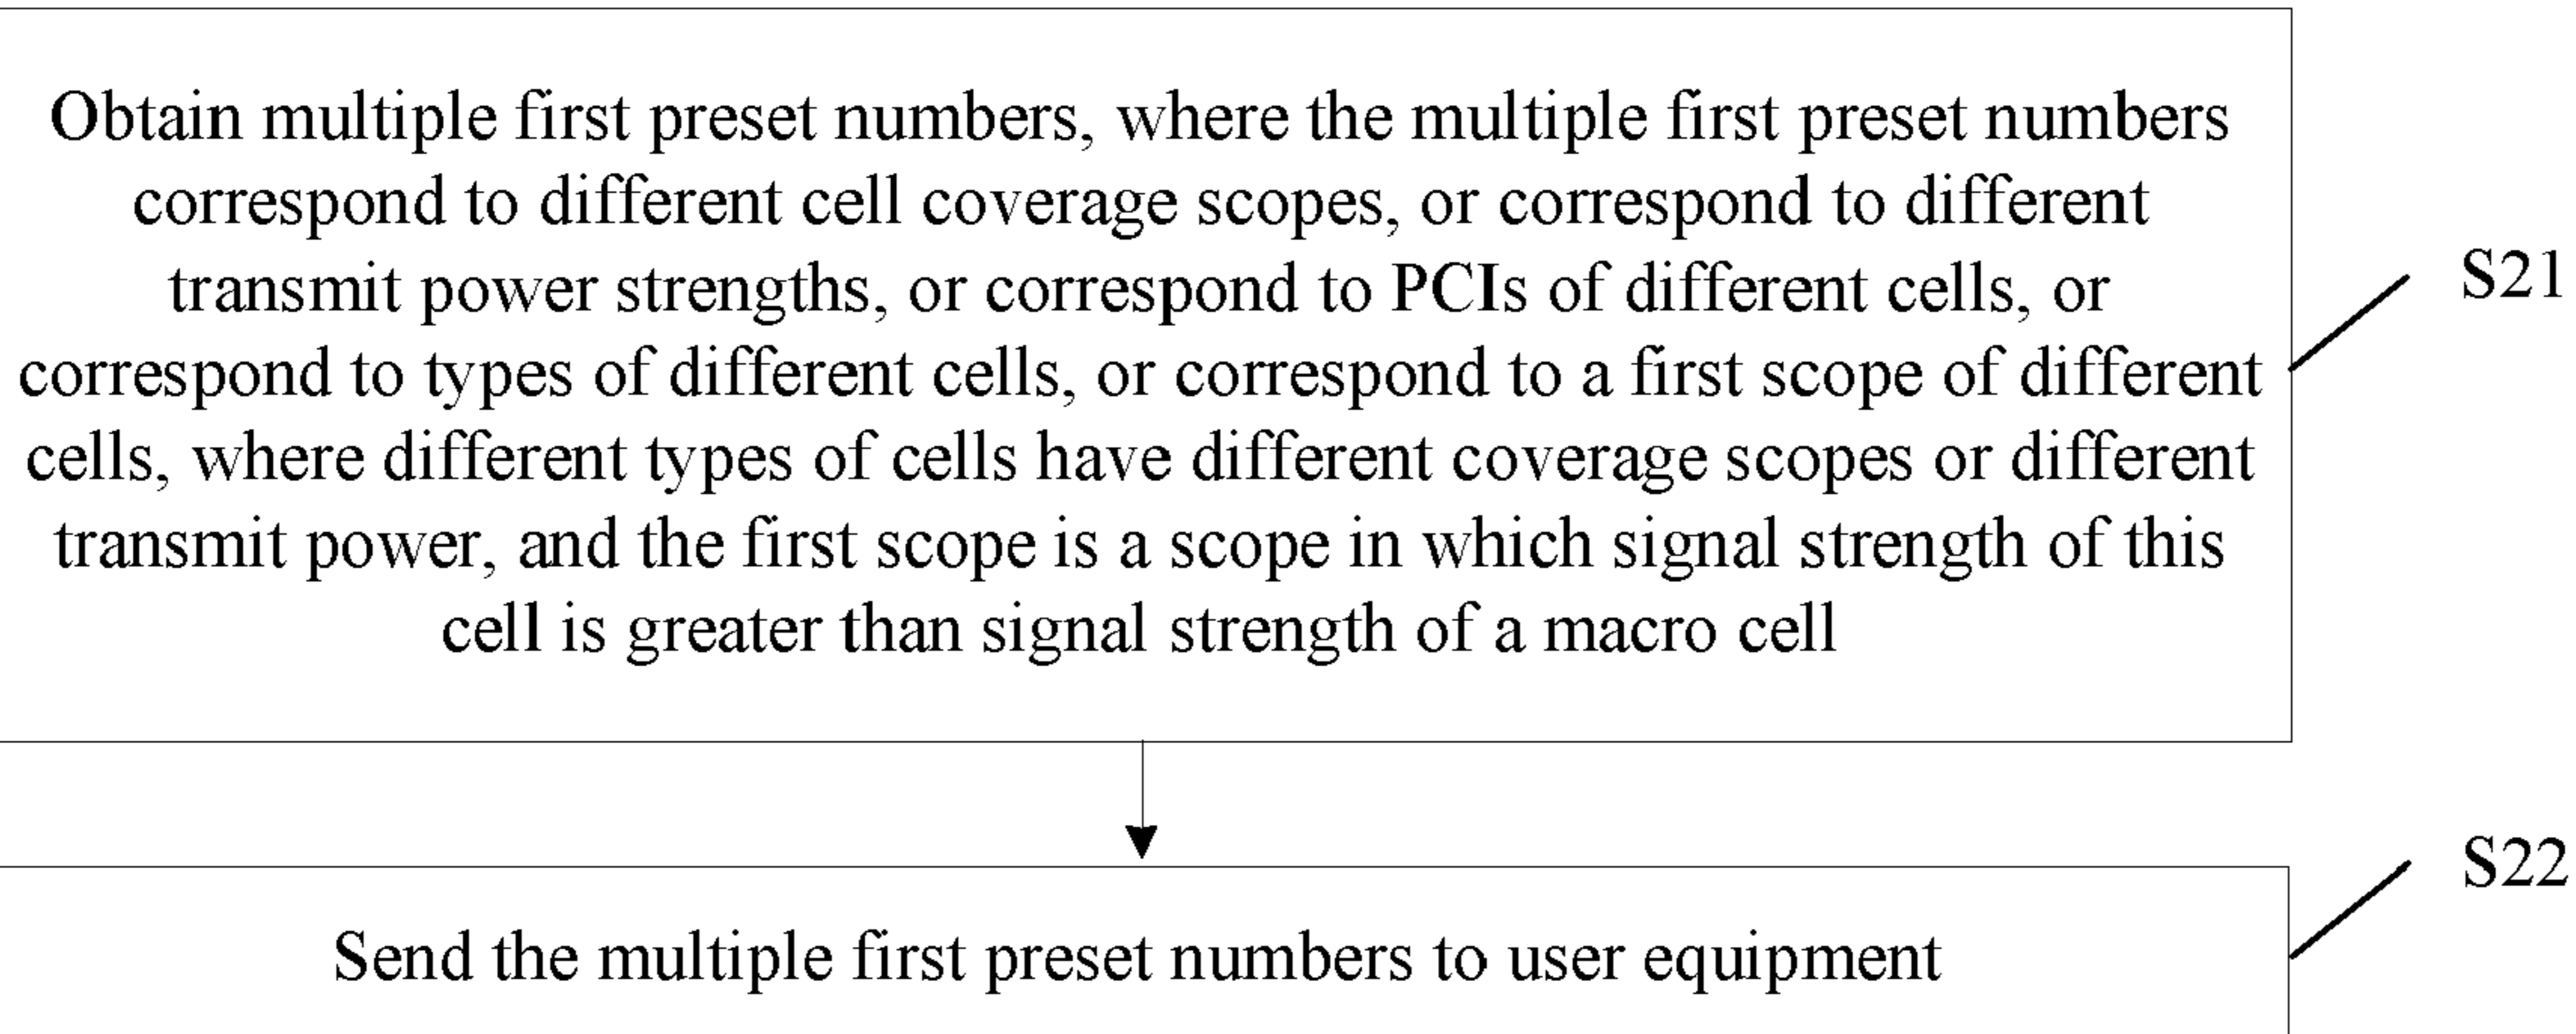 Obtain multiple first preset numbers, where the multiple first preset numbers
correspond to different cell coverage scopes, or correspond to different
transmit power strengths, or correspond to PCIs of different cells, or
correspond to types of different cells, or correspond to a first scope of different
cells, where different types of cells have different coverage scopes or different
transmit power, and the first scope is a scope in which signal strength of this
cell is greater than signal strength of a macro cell
S21
Send the multiple first preset numbers to user equipment
S22